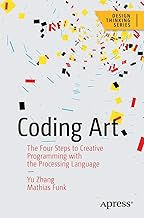 DESIGN
THINKING
SERIES
Coding Art
The Four Steps to Creative
Programming with
the Processing Language
Yu Zhang
Mathias Funk
Apress®